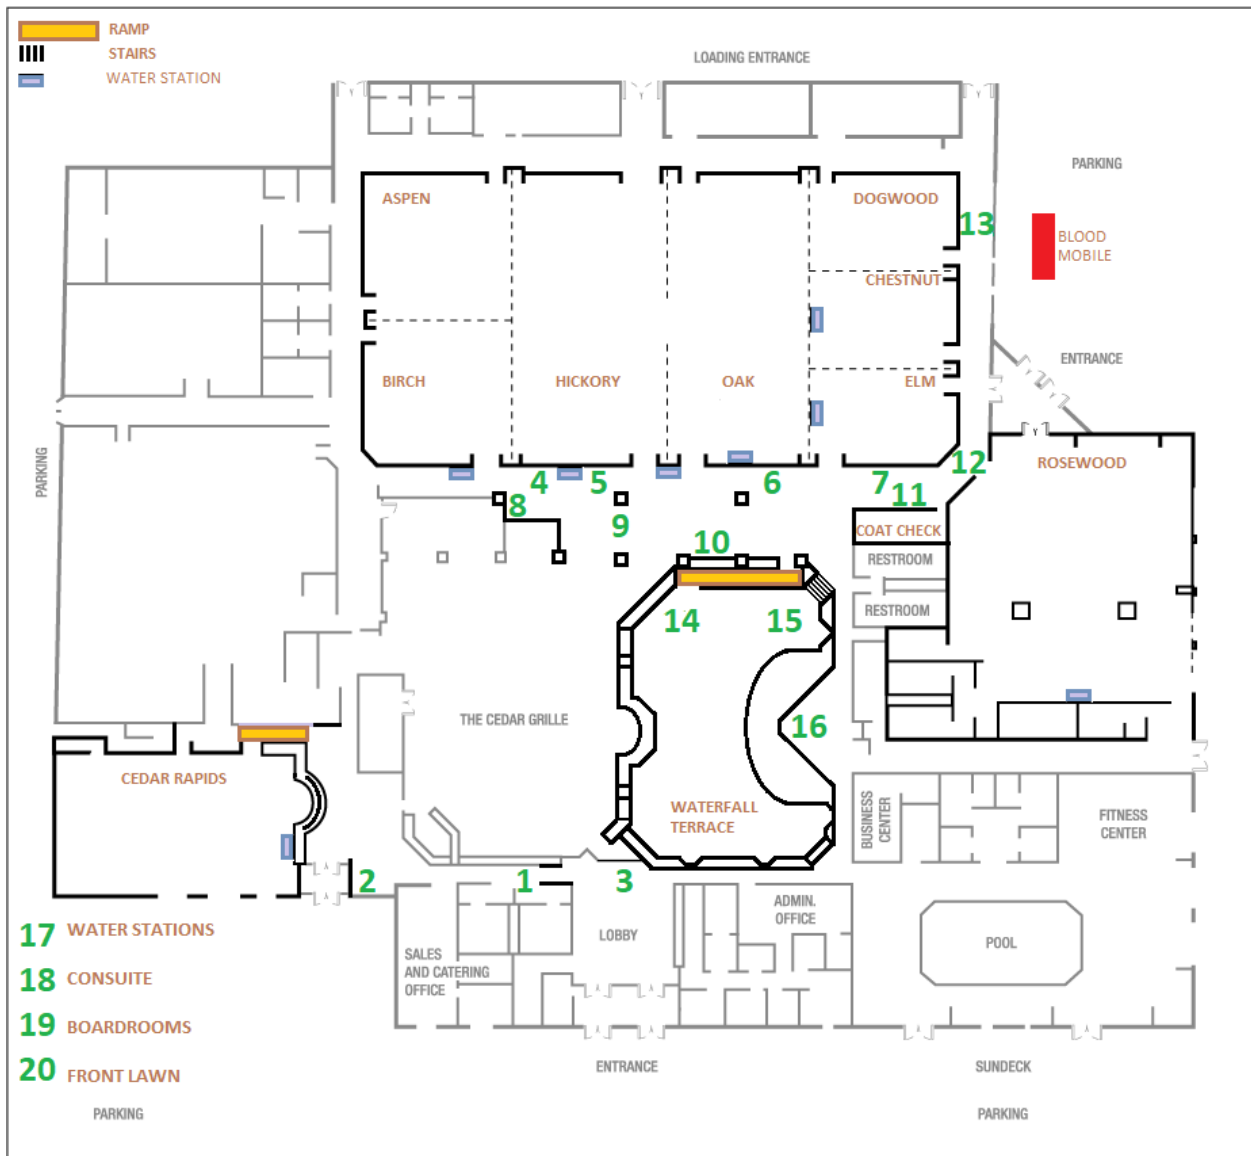 RAMP
STAIRS
WATER STATION
LOADING ENTRANCE
PARKING
ASPEN
DOGWOOD
13
BLOOD
MOBILE
CHESTNUT
ENTRANCE
BIRCH
HICKORY
OAK
ELM
PARKING
12
ROSEWOOD
4
5
6
7
11
8
9
COAT CHECK
10
RESTROOM
RESTROOM
14
15
THE CEDAR GRILLE
16
CEDAR RAPIDS
WATERFALL
TERRACE
BUSINESS
CENTER
FITNESS
CENTER
2
1
3
ADMIN.
OFFICE
17 WATER STATIONS
LOBBY
POOL
SALES
AND CATERING
OFFICE
18 CONSUITE
19 BOARDROOMS
20 FRONT LAWN
ENTRANCE
SUNDECK
PARKING
PARKING